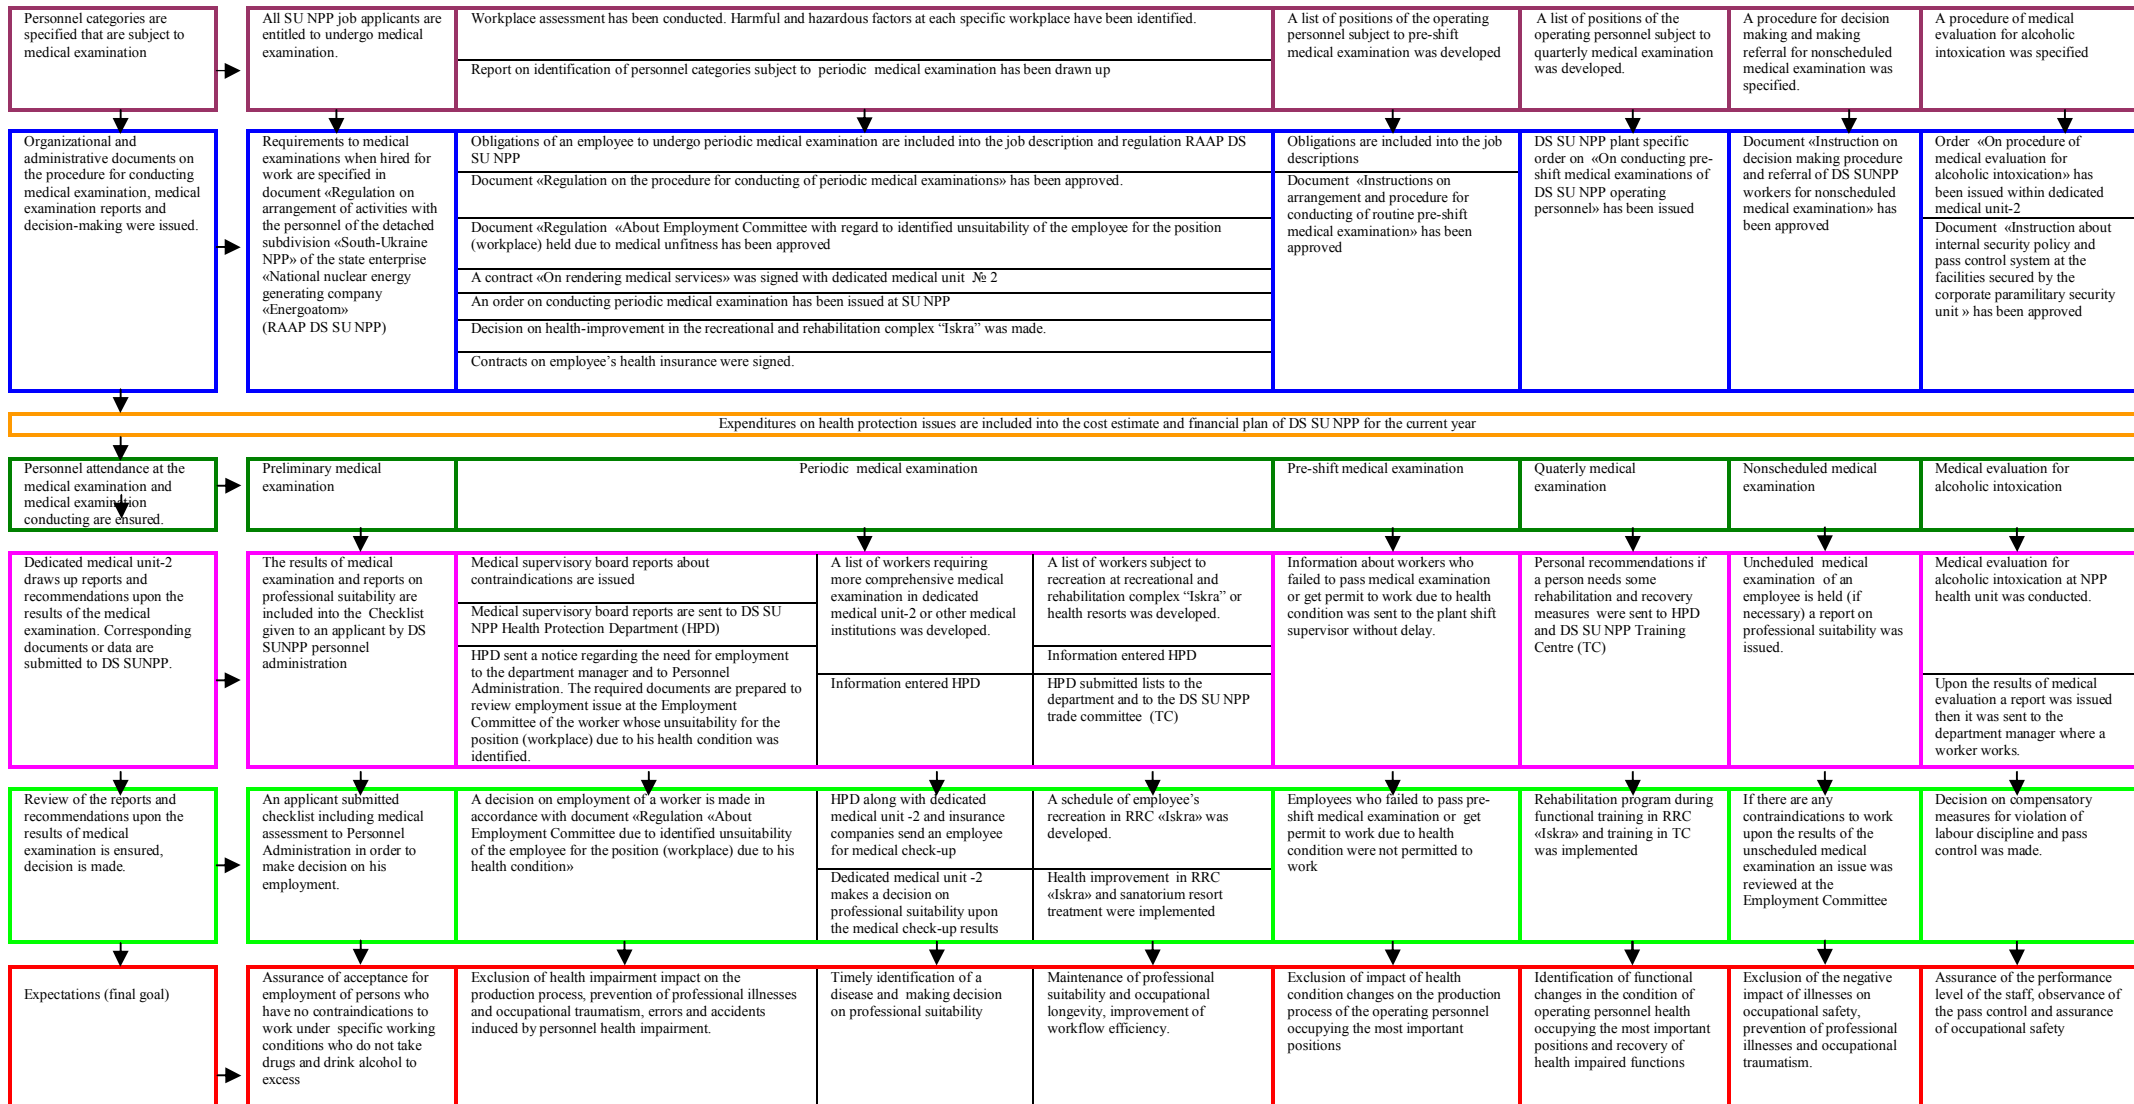 Personnel categories are
specified that are subject to
medical examination
All SU NPP job applicants are
entitled to undergo medical
examination.
Workplace assessment has been conducted. Harmful and hazardous factors at each specific workplace have been identified.
Report on identification of personnel categories subject to periodic medical examination has been drawn up
A list of positions of the operating
personnel subject to pre-shift
medical examination was developed
A list of positions of the
operating personnel subject to
quarterly medical examination
was developed.
A procedure for decision
making and making
referral for nonscheduled
medical examination was
specified.
A procedure of medical
evaluation for alcoholic
intoxication was specified
Organizational and
administrative documents on
the procedure for conducting
medical examination, medical
examination reports and
decision-making were issued.
Requirements to medical
examinations when hired for
work are specified in
document «Regulation on
arrangement of activities with
the personnel of the detached
subdivision «South-Ukraine
NPP» of the state enterprise
«National nuclear energy
generating company
«Energoatom»
(RAAP DS SU NPP)
Obligations of an employee to undergo periodic medical examination are included into the job description and regulation RAAP DS
SU NPP
Document «Regulation on the procedure for conducting of periodic medical examinations» has been approved.
Document «Regulation «About Employment Committee with regard to identified unsuitability of the employee for the position
(workplace) held due to medical unfitness has been approved
A contract «On rendering medical services» was signed with dedicated medical unit № 2
An order on conducting periodic medical examination has been issued at SU NPP
Decision on health-improvement in the recreational and rehabilitation complex “Iskra” was made.
Contracts on employee’s health insurance were signed.
Obligations are included into the job
descriptions
Document «Instructions on
arrangement and procedure for
conducting of routine pre-shift
medical examination» has been
approved
DS SU NPP plant specific
order on «On conducting pre-
shift medical examinations of
DS SU NPP operating
personnel» has been issued
Document «Instruction on
decision making procedure
and referral of DS SUNPP
workers for nonscheduled
medical examination» has
been approved
Order «On procedure of
medical evaluation for
alcoholic intoxication» has
been issued within dedicated
medical unit-2
Document «Instruction about
internal security policy and
pass control system at the
facilities secured by the
corporate paramilitary security
unit » has been approved
Expenditures on health protection issues are included into the cost estimate and financial plan of DS SU NPP for the current year
Personnel attendance at the
medical examination and
medical examination
conducting are ensured.
Preliminary medical
examination
Periodic medical examination
Pre-shift medical examination
Quaterly medical
examination
Nonscheduled medical
examination
Medical evaluation for
alcoholic intoxication
Dedicated medical unit-2
draws up reports and
recommendations upon the
results of the medical
examination. Corresponding
documents or data are
submitted to DS SUNPP.
The results of medical
examination and reports on
professional suitability are
included into the Checklist
given to an applicant by DS
SUNPP personnel
administration
Medical supervisory board reports about
contraindications are issued
Medical supervisory board reports are sent to DS SU
NPP Health Protection Department (HPD)
HPD sent a notice regarding the need for employment
to the department manager and to Personnel
Administration. The required documents are prepared to
review employment issue at the Employment
Committee of the worker whose unsuitability for the
position (workplace) due to his health condition was
identified.
A list of workers requiring
more comprehensive medical
examination in dedicated
medical unit-2 or other medical
institutions was developed.
Information entered HPD
A list of workers subject to
recreation at recreational and
rehabilitation complex “Iskra” or
health resorts was developed.
Information entered HPD
HPD submitted lists to the
department and to the DS SU NPP
trade committee (TC)
Information about workers who
failed to pass medical examination
or get permit to work due to health
condition was sent to the plant shift
supervisor without delay.
Personal recommendations if
a person needs some
rehabilitation and recovery
measures were sent to HPD
and DS SU NPP Training
Centre (TC)
Uncheduled medical
examination of an
employee is held (if
necessary) a report on
professional suitability was
issued.
Medical evaluation for
alcoholic intoxication at NPP
health unit was conducted.
Upon the results of medical
evaluation a report was issued
then it was sent to the
department manager where a
worker works.
Review of the reports and
recommendations upon the
results of medical
examination is ensured,
decision is made.
An applicant submitted
checklist including medical
assessment to Personnel
Administration in order to
make decision on his
employment.
A decision on employment of a worker is made in
accordance with document «Regulation «About
Employment Committee due to identified unsuitability
of the employee for the position (workplace) due to his
health condition»
HPD along with dedicated
medical unit -2 and insurance
companies send an employee
for medical check-up
Dedicated medical unit -2
makes a decision on
professional suitability upon
the medical check-up results
A schedule of employee’s
recreation in RRC «Iskra» was
developed.
Health improvement in RRC
«Iskra» and sanatorium resort
treatment were implemented
Employees who failed to pass pre-
shift medical examination or get
permit to work due to health
condition were not permitted to
work
Rehabilitation program during
functional training in RRC
«Iskra» and training in TC
was implemented
If there are any
contraindications to work
upon the results of the
unscheduled medical
examination an issue was
reviewed at the
Employment Committee
Decision on compensatory
measures for violation of
labour discipline and pass
control was made.
Expectations (final goal)
Assurance of acceptance for
employment of persons who
have no contraindications to
work under specific working
conditions who do not take
drugs and drink alcohol to
excess
Exclusion of health impairment impact on the
production process, prevention of professional illnesses
and occupational traumatism, errors and accidents
induced by personnel health impairment.
Timely identification of a
disease and making decision
on professional suitability
Maintenance of professional
suitability and occupational
longevity, improvement of
workflow efficiency.
Exclusion of impact of health
condition changes on the production
process of the operating personnel
occupying the most important
positions
Identification of functional
changes in the condition of
operating personnel health
occupying the most important
positions and recovery of
health impaired functions
Exclusion of the negative
impact of illnesses on
occupational safety,
prevention of professional
illnesses and occupational
traumatism.
Assurance of the performance
level of the staff, observance of
the pass control and assurance
of occupational safety